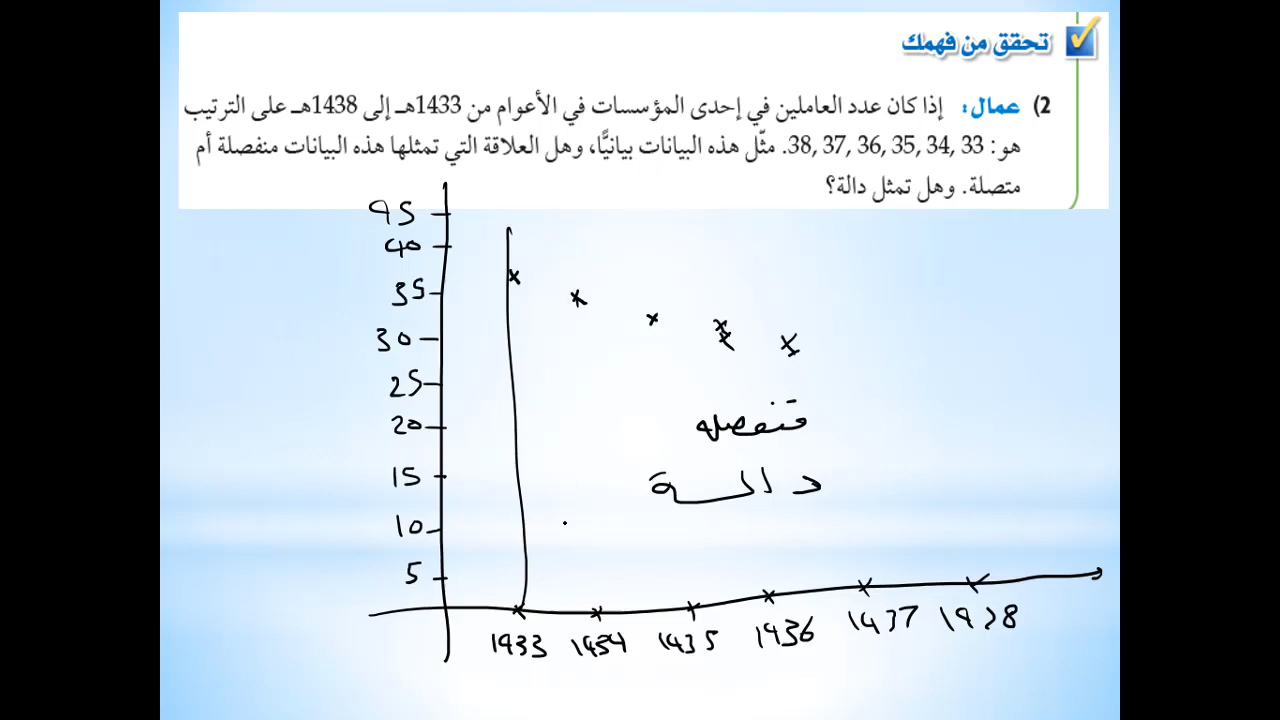 تحقق من فهمك
2) عمال: إذا كان عدد العاملين في إحدى المؤسسات في الأعوام من 1433هـ إلى 1438هـ على الترتيب
هو: 33 ,34 ,35 ,36 ,37 ,38. مثّل هذه البيانات بيانيًّا، وهل العلاقة التي تمثلها هذه البيانات منفصلة أم
متصلة. وهل تمثل دالة؟
45
40
35
30
25
20
15
10
5
منفصله
دالــة
1433 1434 1435 1436 1437 1438